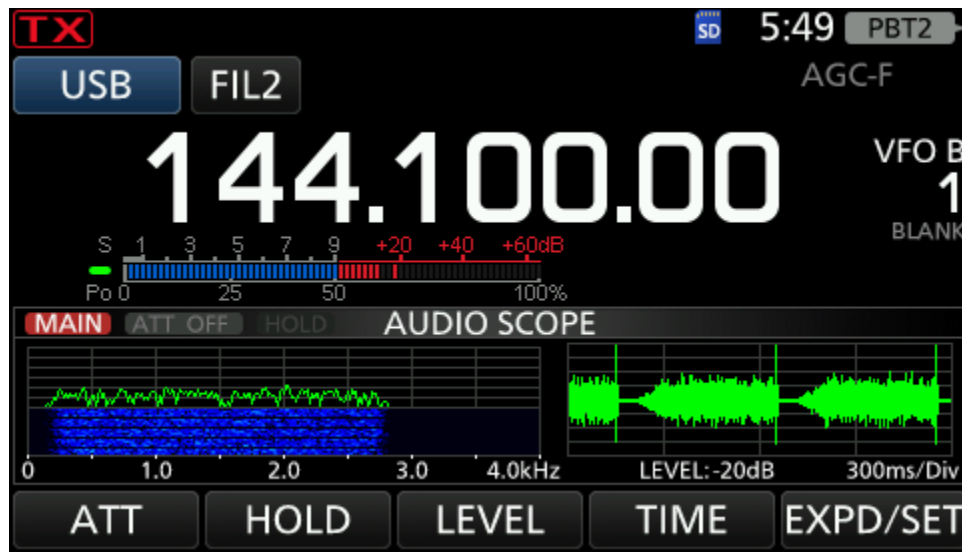 TX SD 5:49 PBT2
USB FIL2 AGC-F
144.100.00 VFO B
1
BLANK
S 1 3 5 7 9 +20 +40 +60dB
Po 0 25 50 100%
MAIN ATT OFF HOLD AUDIO SCOPE
0 1.0 2.0 3.0 4.0kHz LEVEL:-20dB 300ms/Div
ATT HOLD LEVEL TIME EXPD/SET